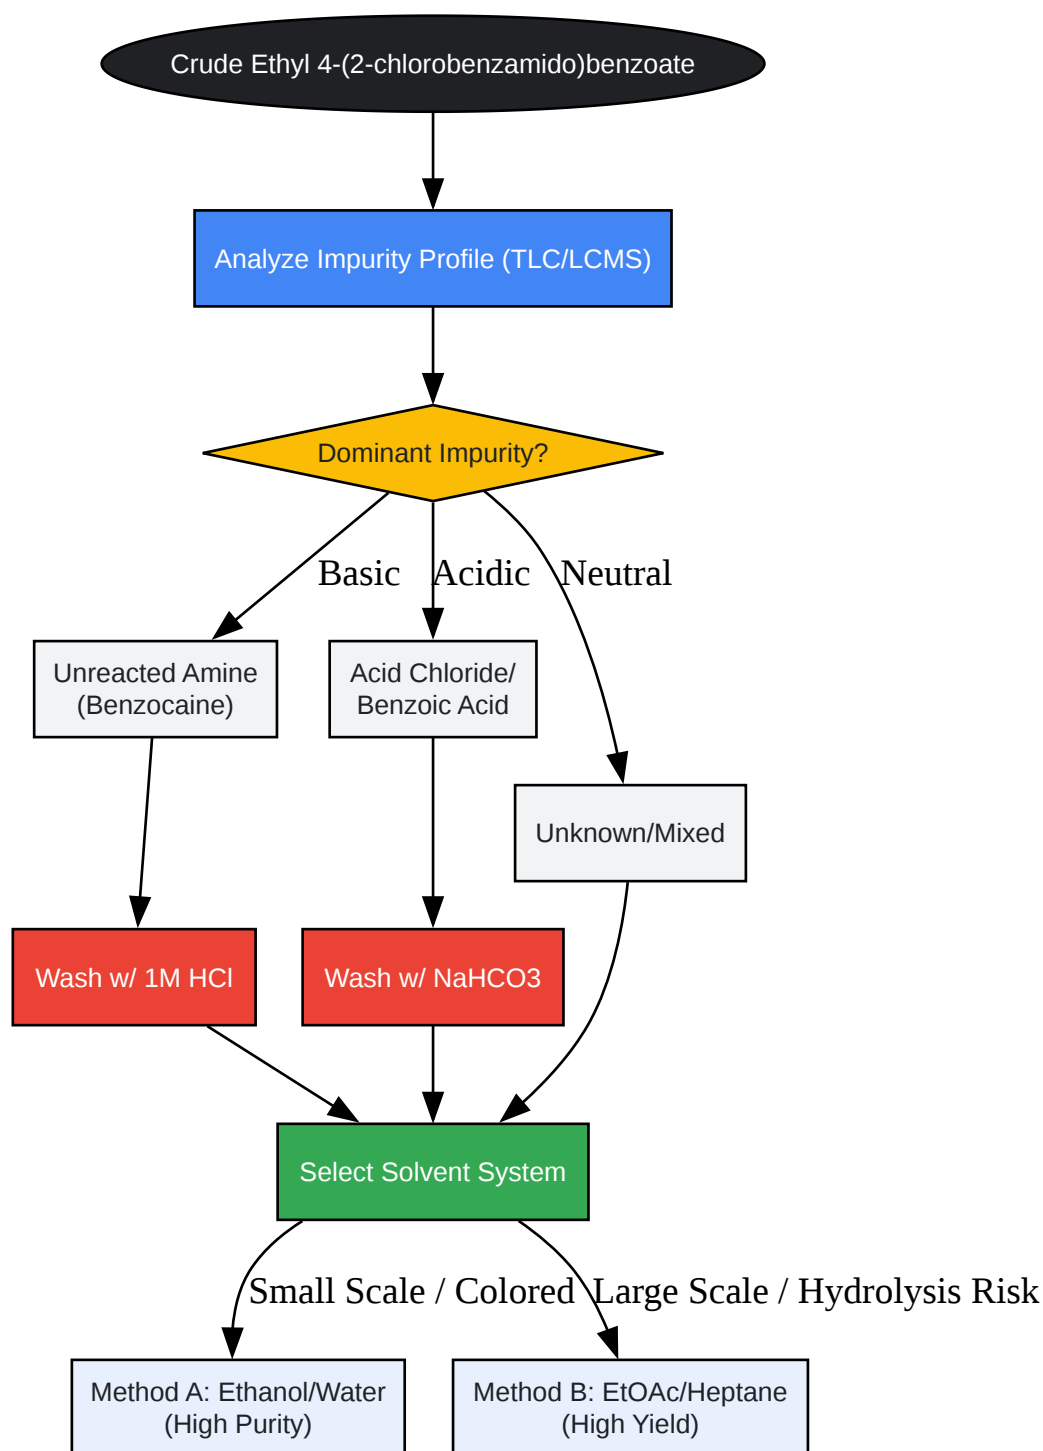 Crude Ethyl 4-(2-chlorobenzamido)benzoate
Analyze Impurity Profile (TLC/LCMS)
Dominant Impurity?
Basic
Acidic
Neutral
Unreacted Amine
(Benzocaine)
Acid Chloride/
Benzoic Acid
Unknown/Mixed
Wash w/ 1M HCl
Wash w/ NaHCO3
Select Solvent System
Small Scale / Colored
Large Scale / Hydrolysis Risk
Method A: Ethanol/Water
(High Purity)
Method B: EtOAc/Heptane
(High Yield)